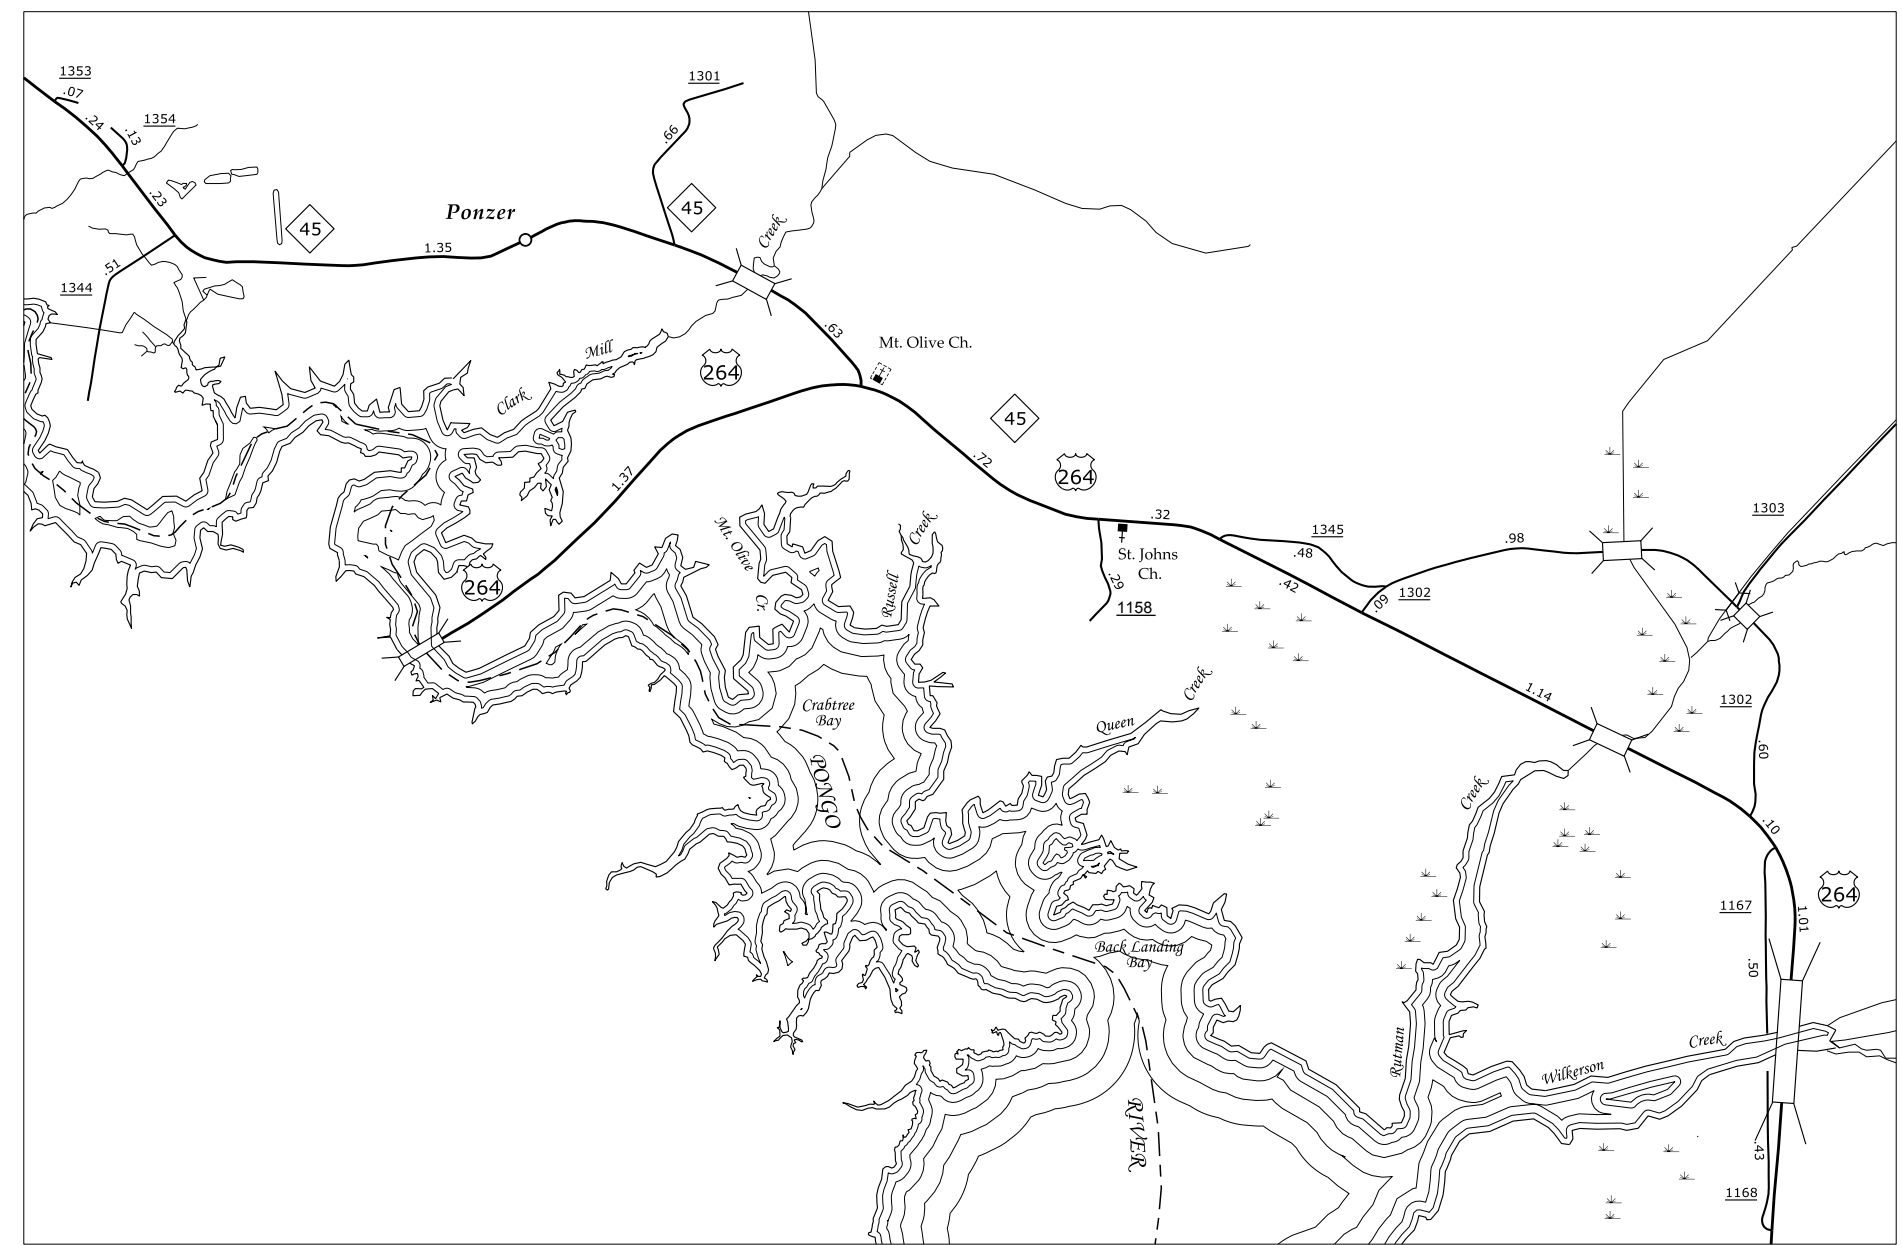 1353
.07
1301
.24
1354
.13
.66
.23
45
45
Ponzer
Creek
1.35
.51
1344
.63
Mt. Olive Ch.
Mill
264
Clark
45
.72
264
1.37
.32
1345
.98
1303
Mt. Olive
Cr.
Creek
St. Johns
Ch.
.48
264
Russell
.29
.42
1302
.09
1158
Creek
1.14
1302
Crabtree
Bay
Queen
.60
PONGO
Creek
.10
264
1167
1.01
Back Landing
Bay
.50
Rutman
Creek
Wilkerson
RIVER
.43
1168